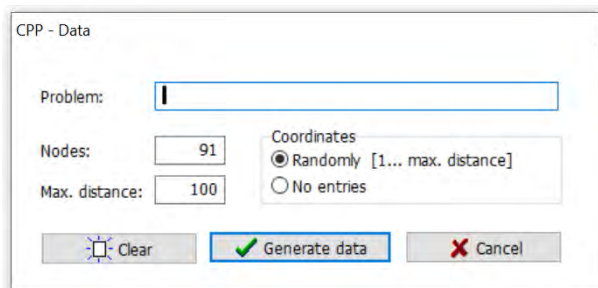 CPP - Data
Problem:
Nodes: 91
Max. distance: 100
Coordinates
Randomly [1... max. distance]
No entries
Clear
Generate data
Cancel